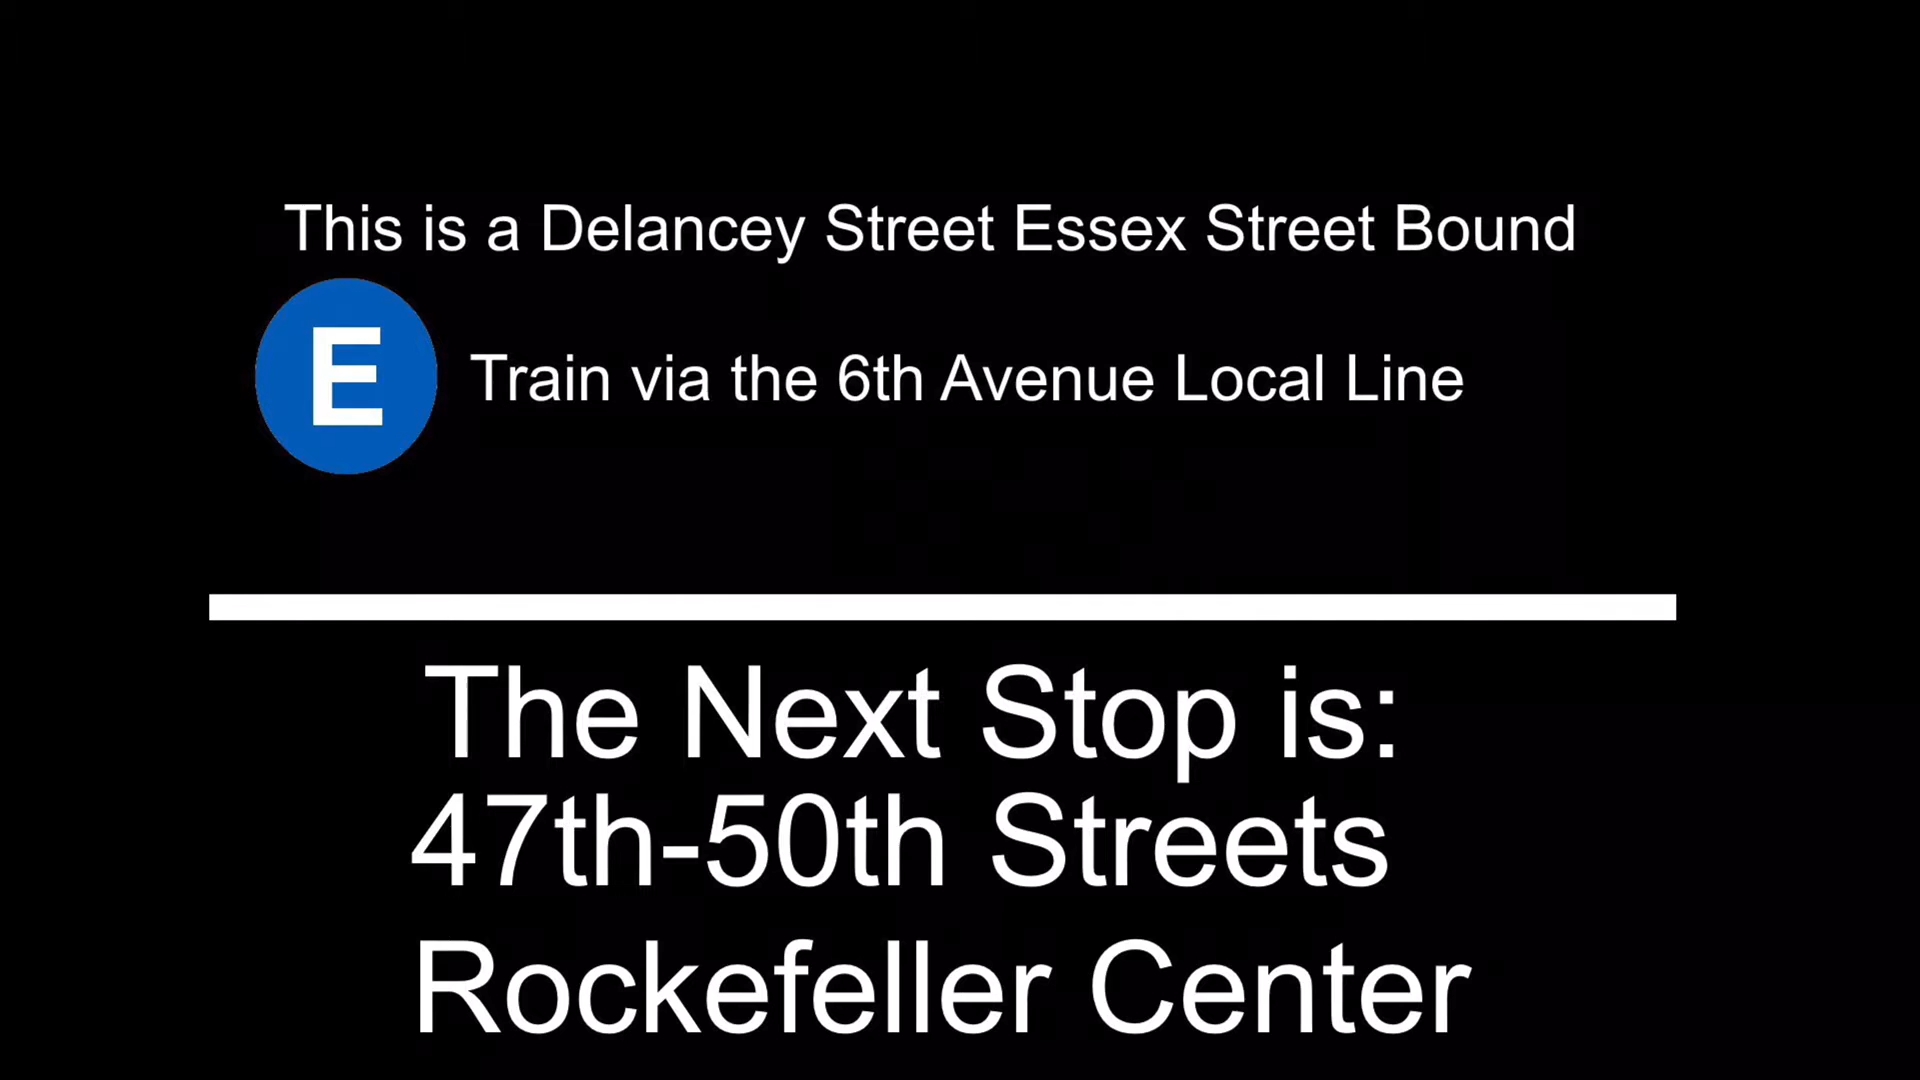 This is a Delancey Street Essex Street Bound
E Train via the 6th Avenue Local Line
The Next Stop is:
47th-50th Streets
Rockefeller Center